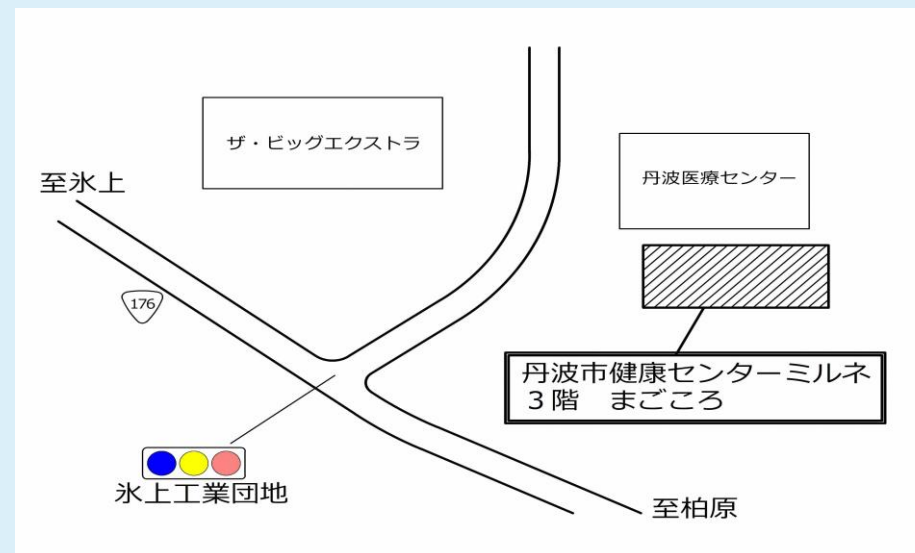 ザ・ビッグエクストラ
丹波医療センター
至氷上
176
丹波市健康センターミルネ
３階　まごころ
氷上工業団地
至柏原